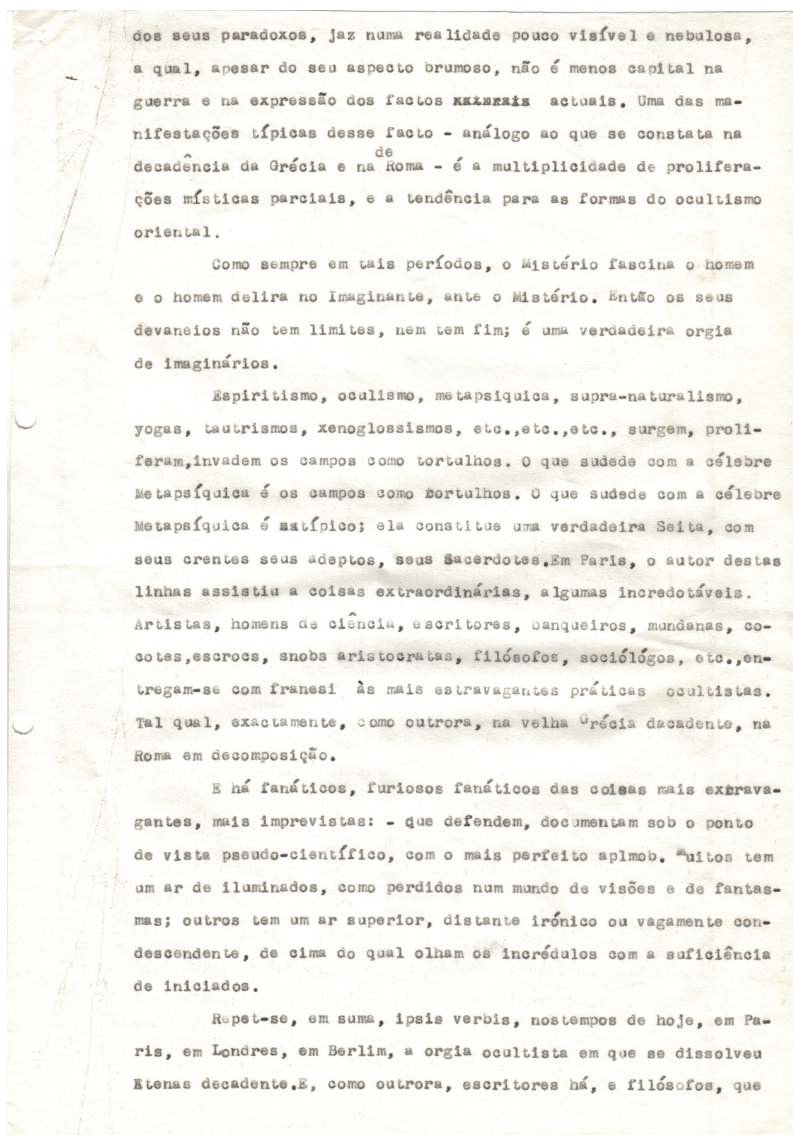 dos seus paradoxos, jaz numa realidade pouco visível e nebulosa,
a qual, apesar do seu aspecto brumoso, não é menos capital na
guerra e na expressão dos factos actuais. Uma das ma-
nifestações típicas desse facto - análogo ao que se constata na
de
decadência da Grécia e na Roma - é a multiplicidade de prolifera-
ções místicas parciais, e a tendência para as formas do ocultismo
oriental.
Como sempre em tais períodos, o Mistério fascina o homem
e o homem delira no Imaginante, ante o Mistério. Então os seus
devaneios não tem limites, nem tem fim; é uma verdadeira orgia
de imaginários.
Espiritismo, oculismo, metapsiquica, supra-naturalismo,
yogas, tautrismos, xenoglossismos, etc.,etc.,etc., surgem, proli-
feram,invadem os campos como tortulhos. O que sudede com a célebre
Metapsíquica é os campos como tortulhos. O que sudede com a célebre
Metapsíquica é típico; ela constitue uma verdadeira Seita, com
seus crentes seus adeptos, seus Sacerdotes.Em Paris, o autor destas
linhas assistiu a coisas extraordinárias, algumas incredotáveis.
Artistas, homens de ciência, escritores, banqueiros, mundanas, co-
cotes,escrocs, snobs aristocratas, filósofos, sociólógos, etc.,en-
tregam-se com franesi às mais estravagantes práticas ocultistas.
Tal qual, exactamente, como outrora, na velha Grécia dacadente, na
Roma em decomposição.
E há fanáticos, furiosos fanáticos das coisas mais extrava-
gantes, mais imprevistas: - que defendem, documentam sob o ponto
de vista pseudo-científico, com o mais perfeito aplmob. Muitos tem
um ar de iluminados, como perdidos num mundo de visões e de fantas-
mas; outros tem um ar superior, distante irónico ou vagamente con-
descendente, de cima do qual olham os incrédulos com a suficiência
de iniciados.
Repet-se, em suma, ipsis verbis, nostempos de hoje, em Pa-
ris, em Londres, em Berlim, a orgia ocultista em que se dissolveu
Atenas decadente.E, como outrora, escritores há, e filósofos, que